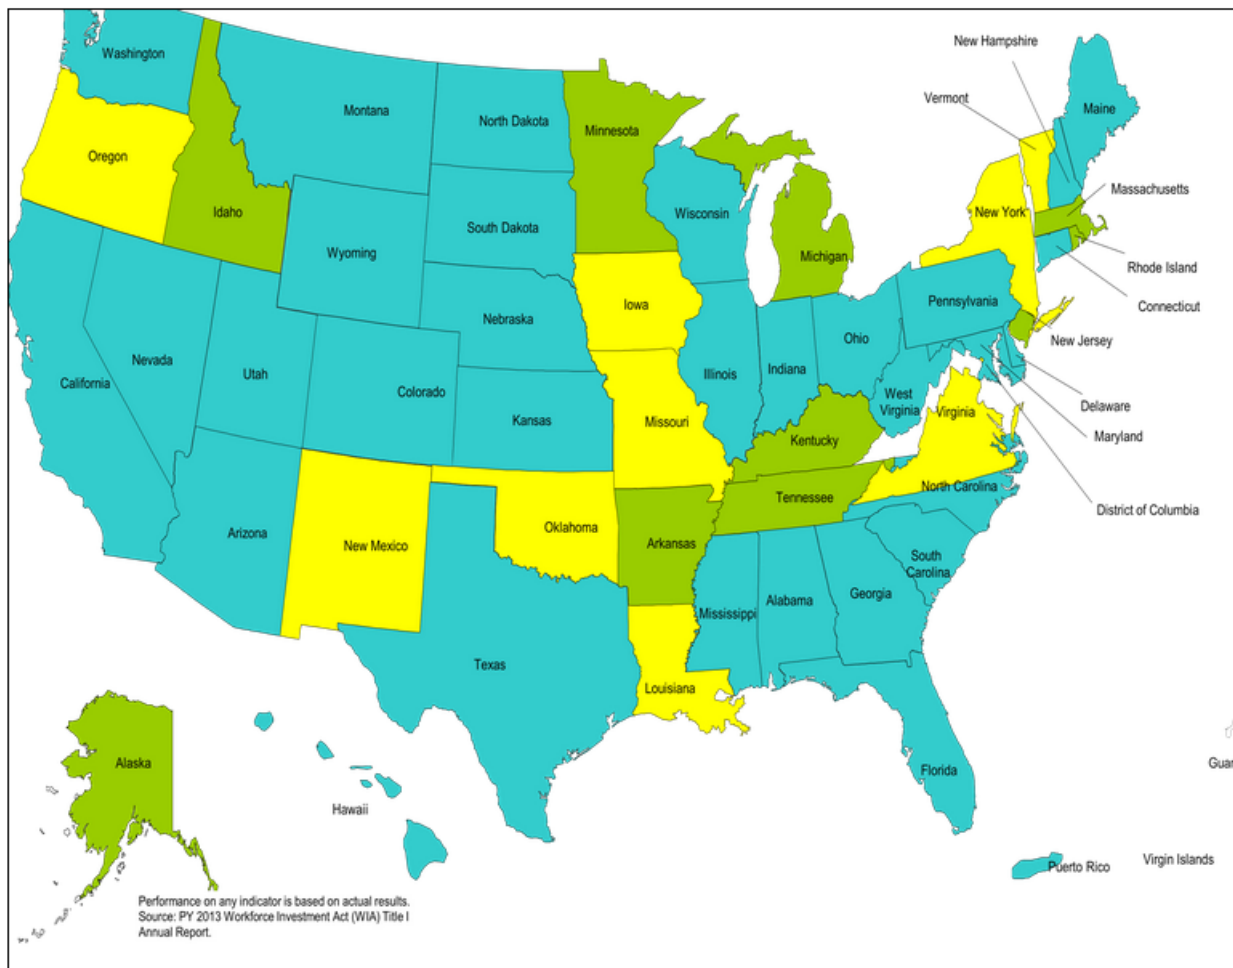 New Hampshire
Washington
Vermont
Maine
Montana
North Dakota
Minnesota
Oregon
Massachusetts
Idaho
Wisconsin
New York
South Dakota
Wyoming
Michigan
Rhode Island
Connecticut
Pennsylvania
Iowa
Nebraska
Ohio
New Jersey
Nevada
Utah
Illinois
Indiana
California
Colorado
West
Virginia
Delaware
Virginia
Kansas
Missouri
Kentucky
Maryland
North Carolina
Tennessee
District of Columbia
Oklahoma
Arizona
New Mexico
Arkansas
South
Carolina
Georgia
Alabama
Mississippi
Texas
Louisiana
Alaska
Florida
Guar
Hawaii
Virgin Islands
Puerto Rico
Performance on any indicator is based on actual results.
Source: PY 2013 Workforce Investment Act (WIA) Title I
Annual Report.